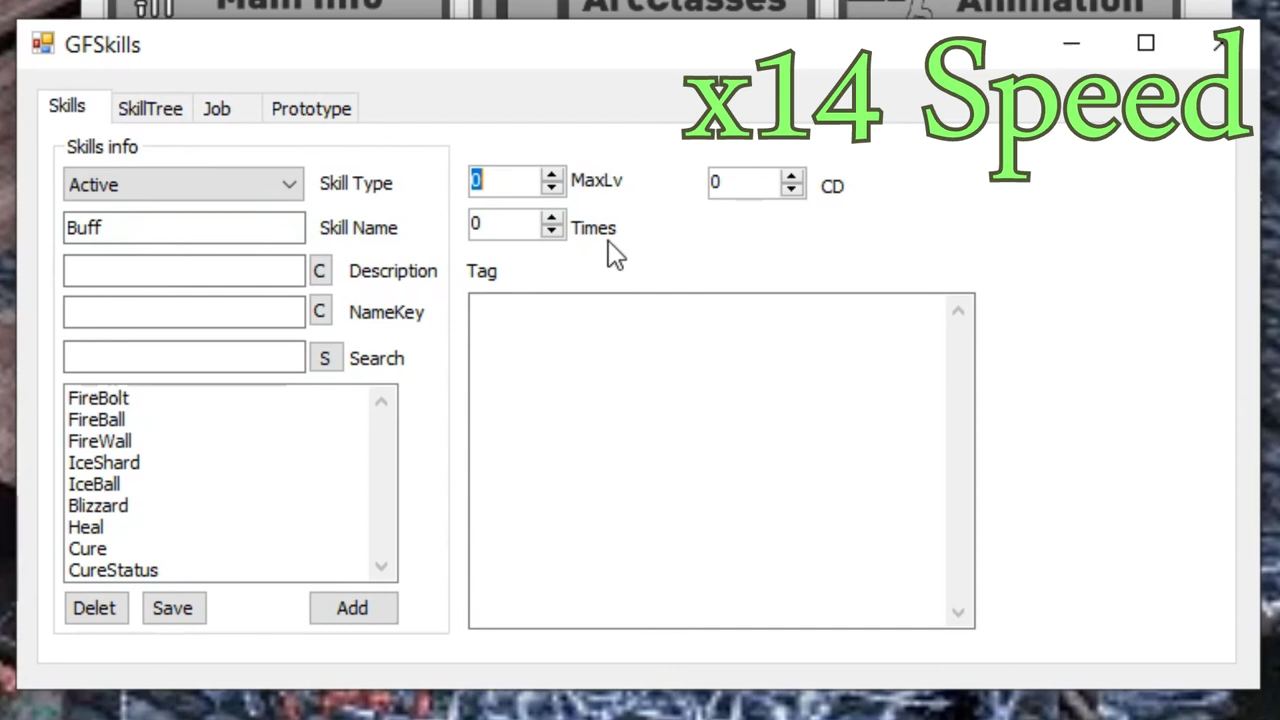 Main Info
ArcClasses
Animation
GFSkills
x14 Speed
Skills
SkillTree
Job
Prototype
Skills info
Active
Skill Type
0
MaxLv
0
CD
Buff
Skill Name
0
Times
C
Description
Tag
C
NameKey
S
Search
FireBolt
FireBall
FireWall
IceShard
IceBall
Blizzard
Heal
Cure
CureStatus
Delet
Save
Add